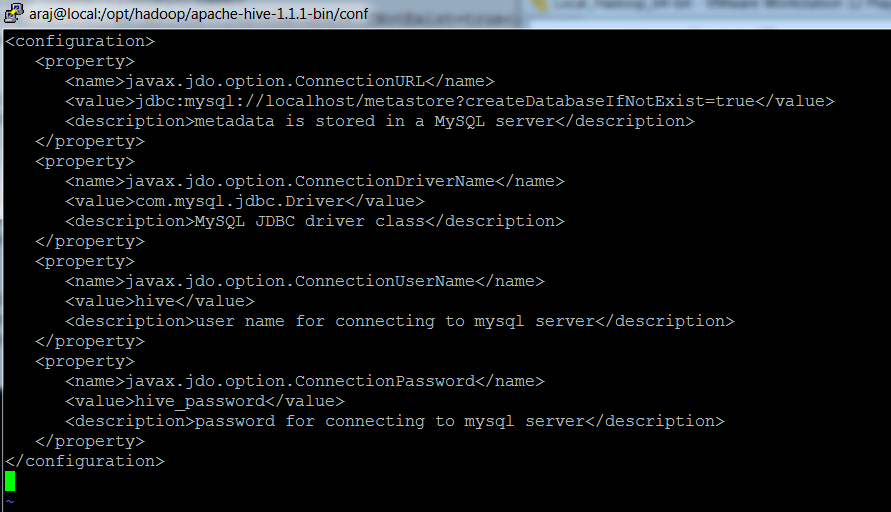 araj@local:/opt/hadoop/apache-hive-1.1.1-bin/conf
<configuration>
   <property>
      <name>javax.jdo.option.ConnectionURL</name>
      <value>jdbc:mysql://localhost/metastore?createDatabaseIfNotExist=true</value>
      <description>metadata is stored in a MySQL server</description>
   </property>
   <property>
      <name>javax.jdo.option.ConnectionDriverName</name>
      <value>com.mysql.jdbc.Driver</value>
      <description>MySQL JDBC driver class</description>
   </property>
   <property>
      <name>javax.jdo.option.ConnectionUserName</name>
      <value>hive</value>
      <description>user name for connecting to mysql server</description>
   </property>
   <property>
      <name>javax.jdo.option.ConnectionPassword</name>
      <value>hive_password</value>
      <description>password for connecting to mysql server</description>
   </property>
</configuration>
~